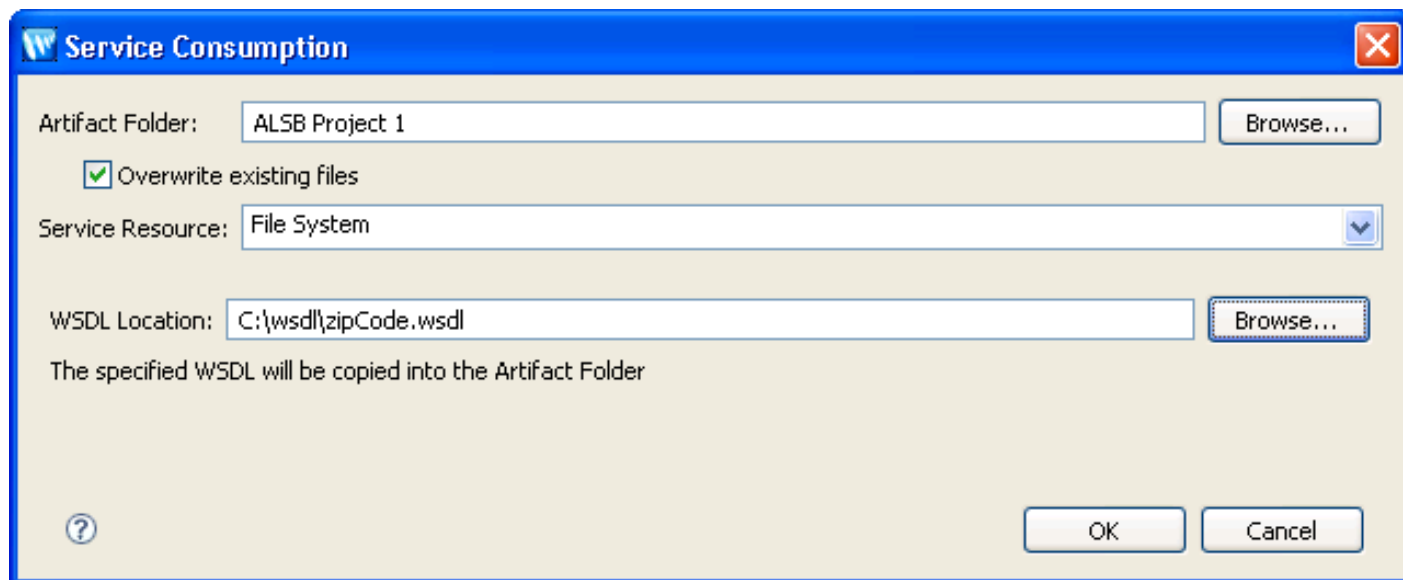 Service Consumption
Artifact Folder: ALSB Project 1 Browse...
Overwrite existing files
Service Resource: File System
WSDL Location: C:\wsdl\zipCode.wsdl Browse...
The specified WSDL will be copied into the Artifact Folder
? OK Cancel